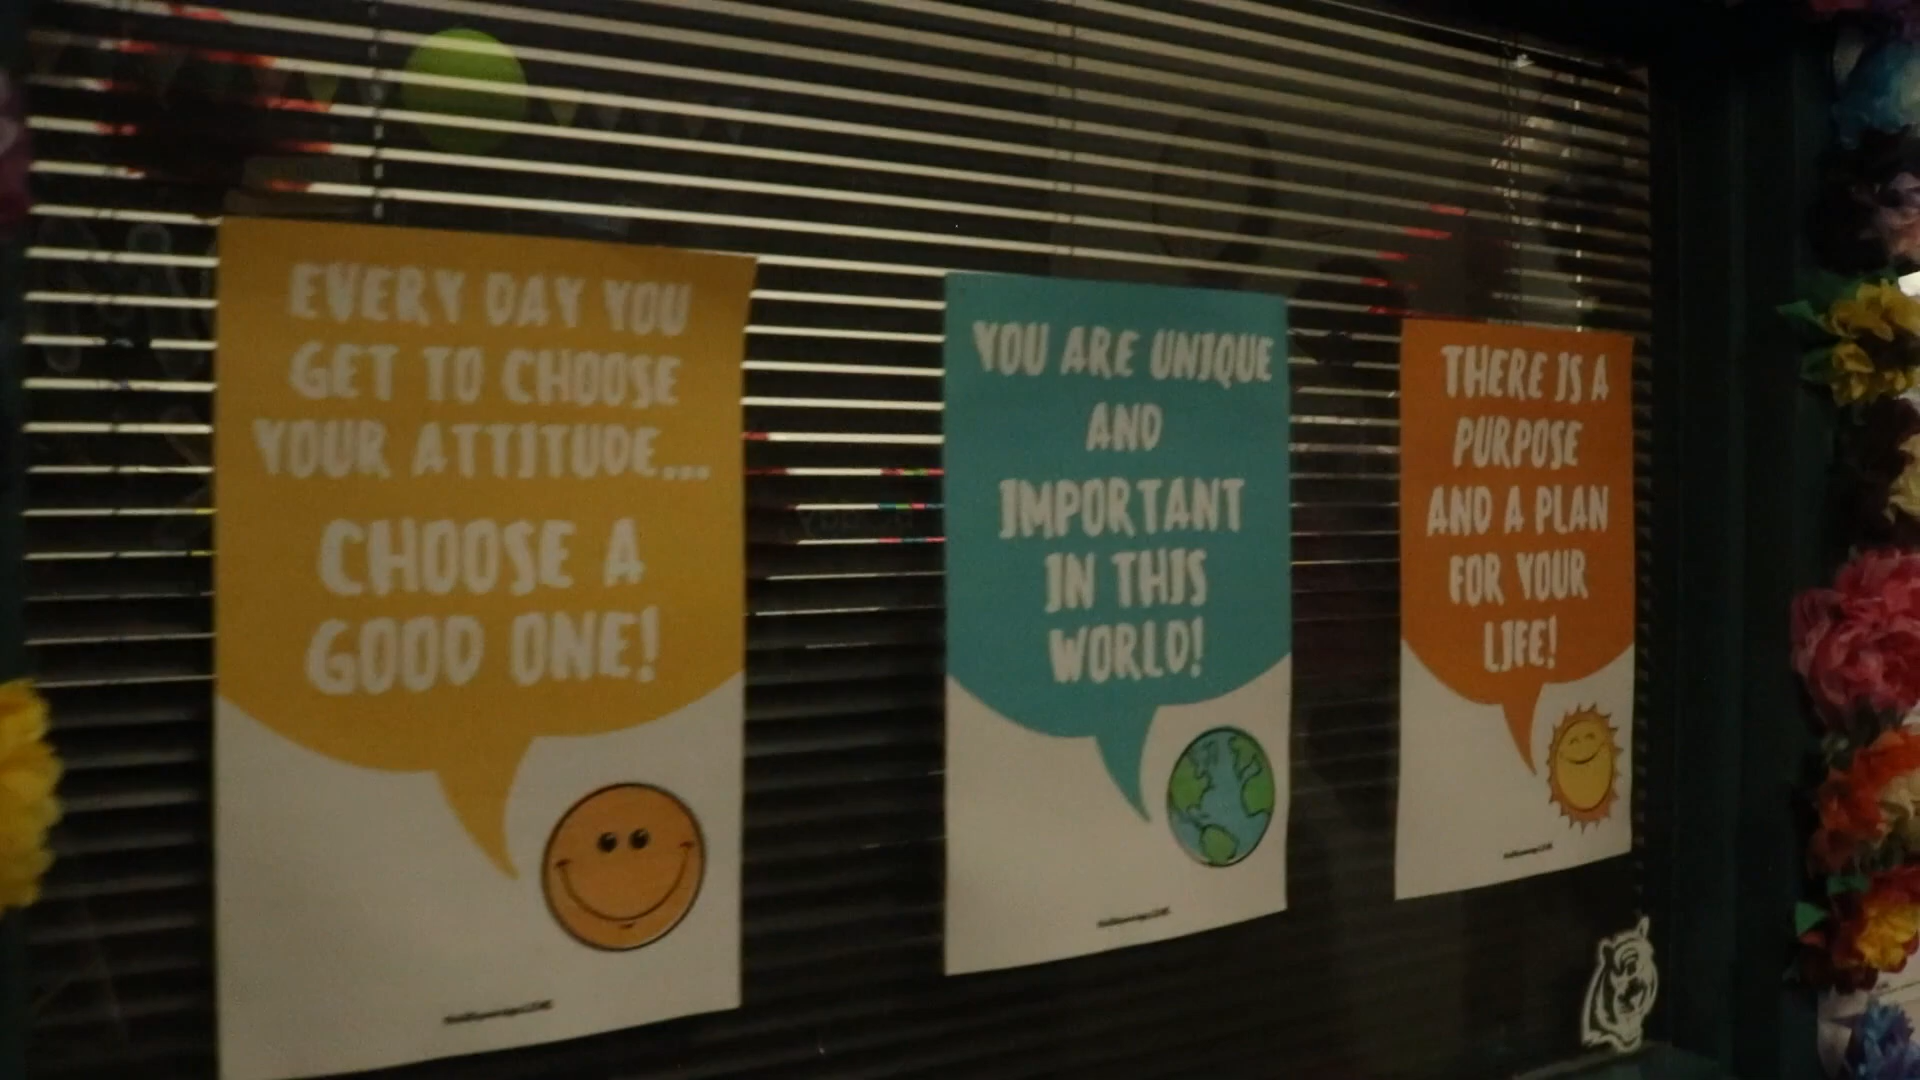 EVERY DAY YOU
GET TO CHOOSE
YOUR ATTITUDE...
CHOOSE A
GOOD ONE!
YOU ARE UNIQUE
AND
IMPORTANT
IN THIS
WORLD!
THERE IS A
PURPOSE
AND A PLAN
FOR YOUR
LIFE!